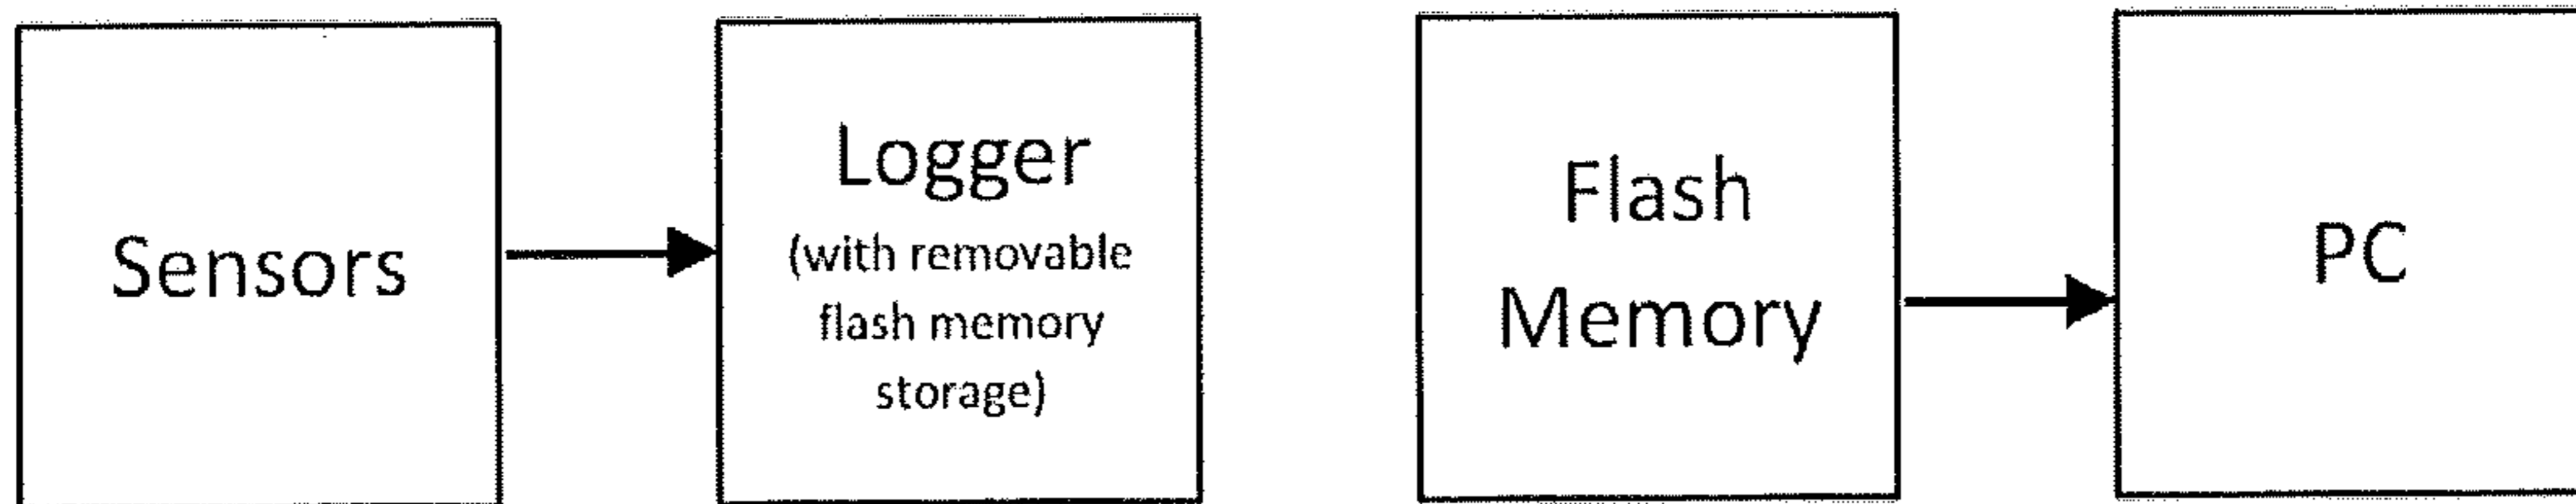 Sensors
Logger
(with removable
flash memory
storage)
Flash
Memory
PC